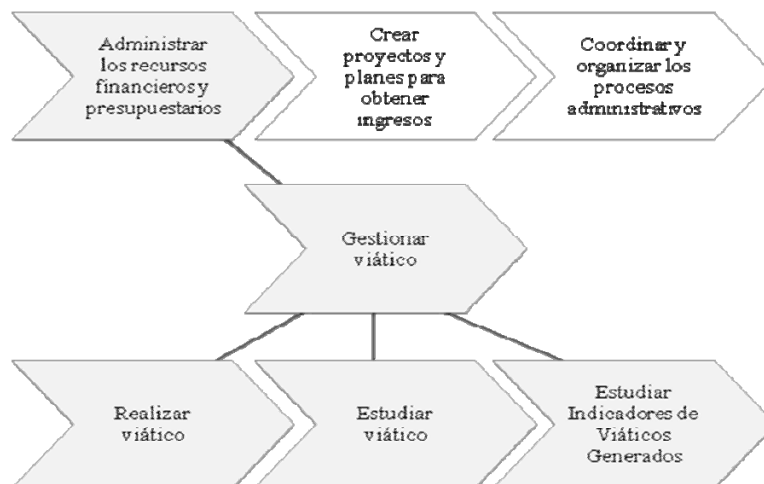 Administrar
los recursos
financieros y
presupuestarios
Crear
proyectos y
planes para
obtener
ingresos
Coordinar y
organizar los
procesos
administrativos
Gestionar
viático
Realizar
viático
Estudiar
viático
Estudiar
Indicadores de
Viáticos
Generados